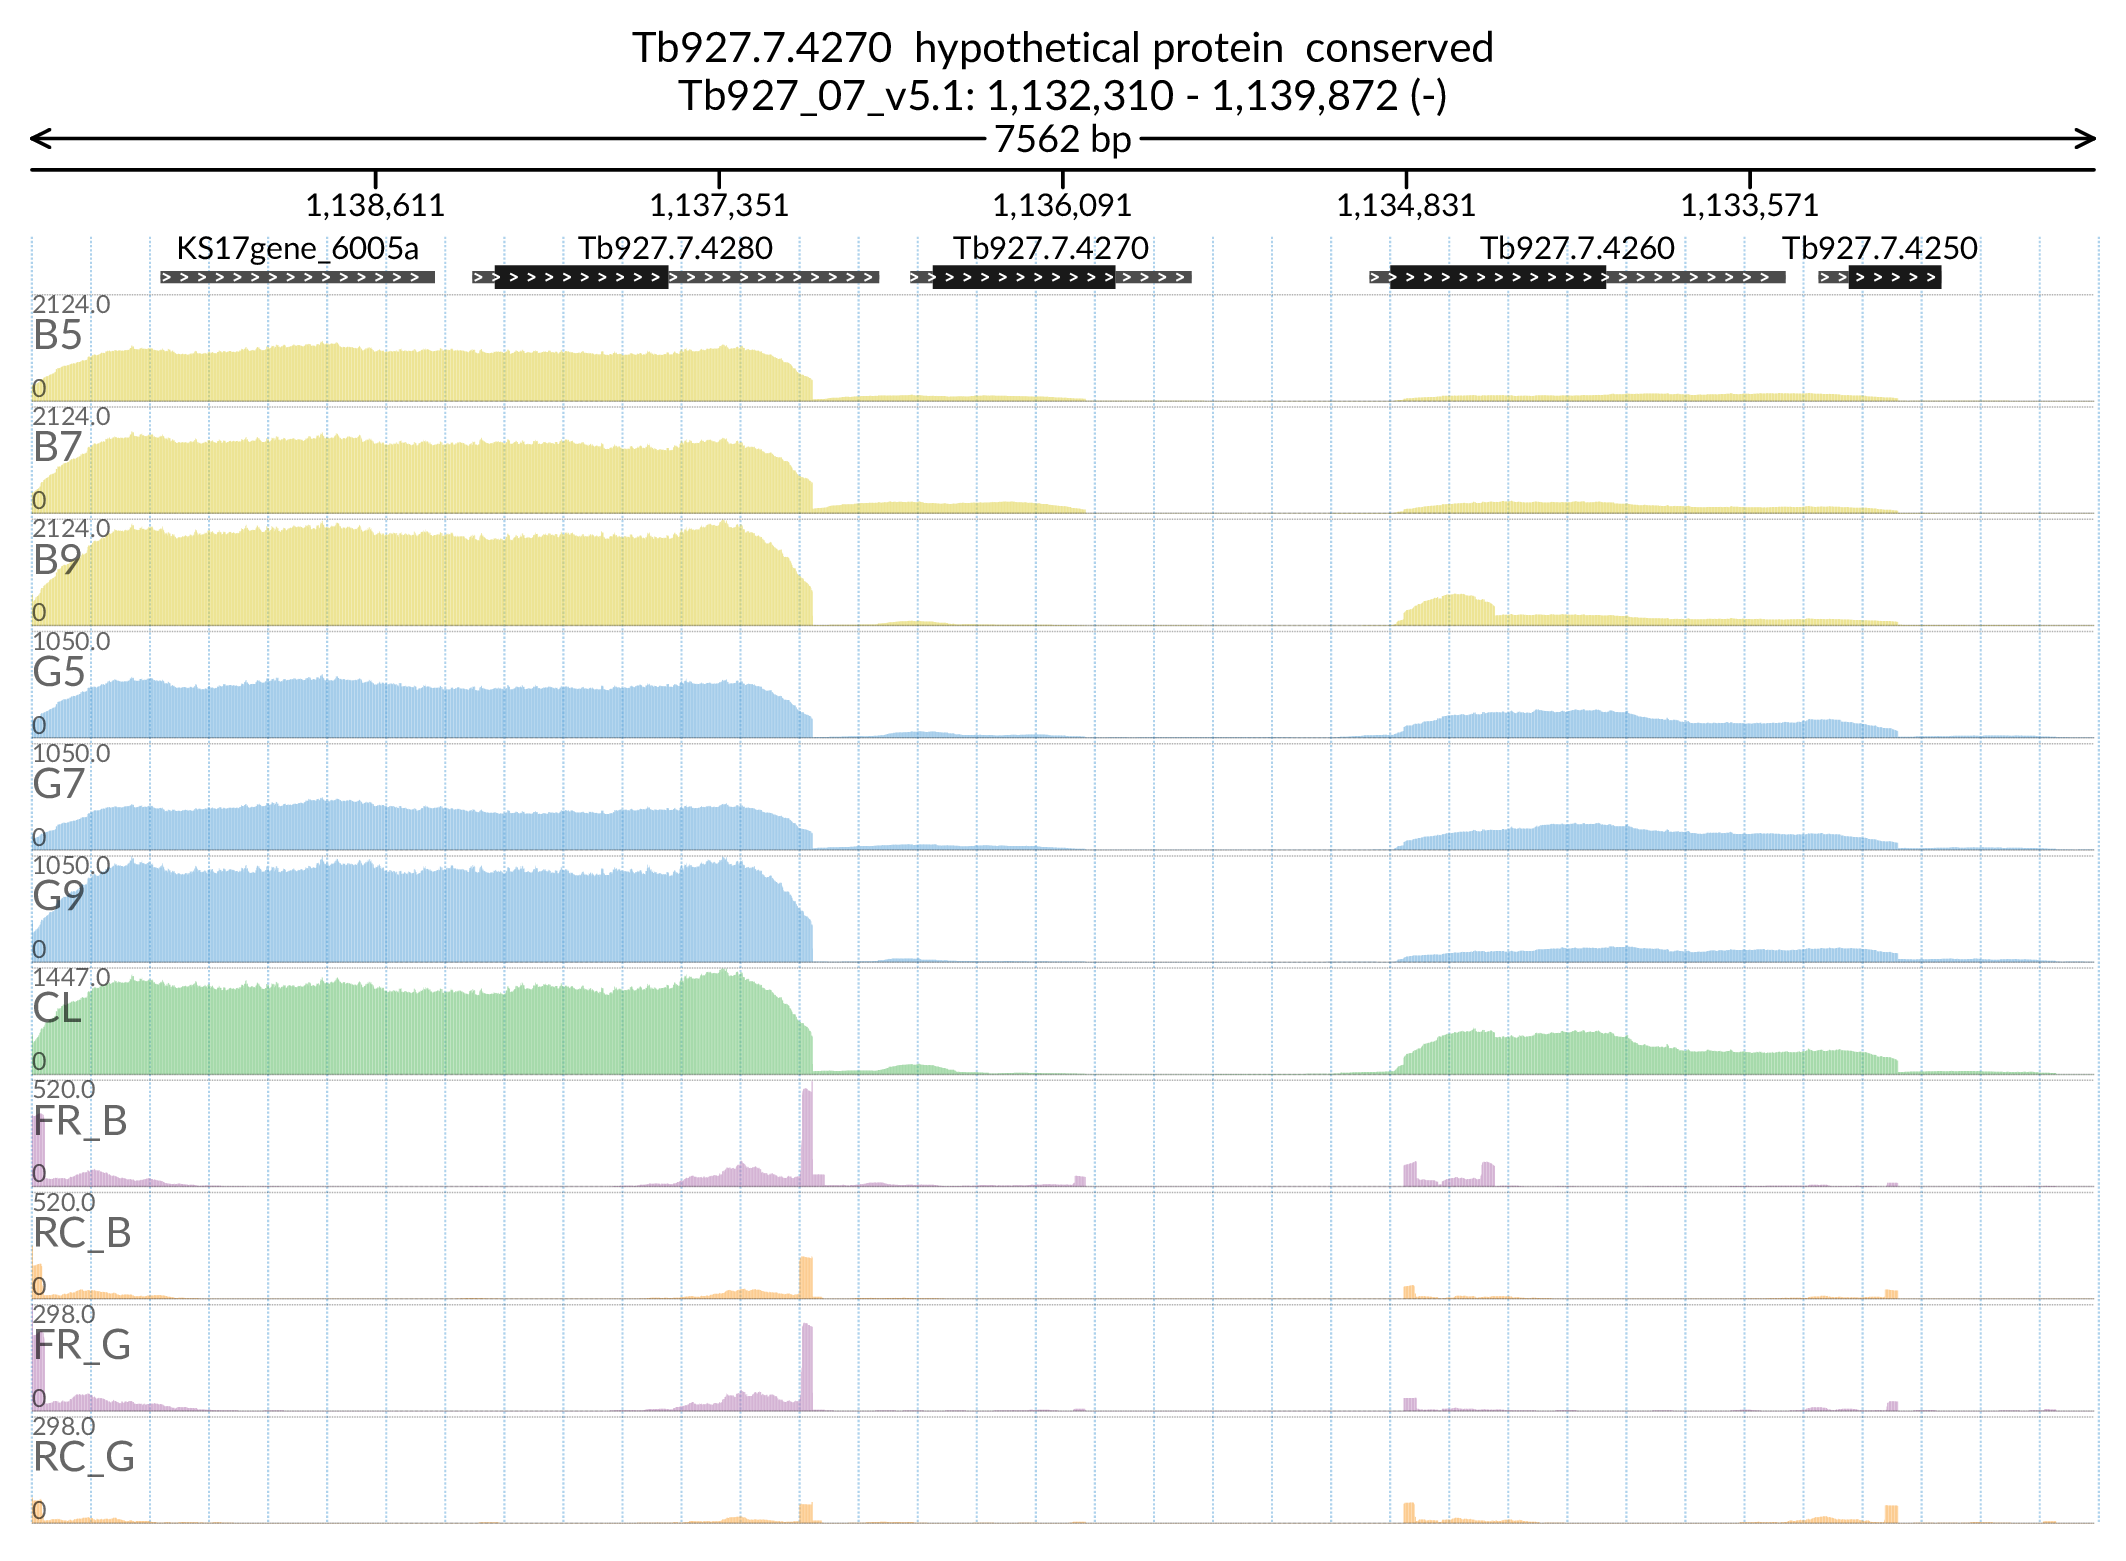 Tb927.7.4270 hypothetical protein conserved
Tb927_07_v5.1: 1,132,310 - 1,139,872 (-)
7562 bp
1,138,611 1,137,351 1,136,091 1,134,831 1,133,571
KS17gene_6005a Tb927.7.4280 Tb927.7.4270 Tb927.7.4260 Tb927.7.4250
2124.0
B5
0
2124.0
B7
0
2124.0
B9
0
1050.0
G5
0
1050.0
G7
0
1050.0
G9
0
1447.0
CL
0
520.0
FR_B
0
520.0
RC_B
0
298.0
FR_G
0
298.0
RC_G
0